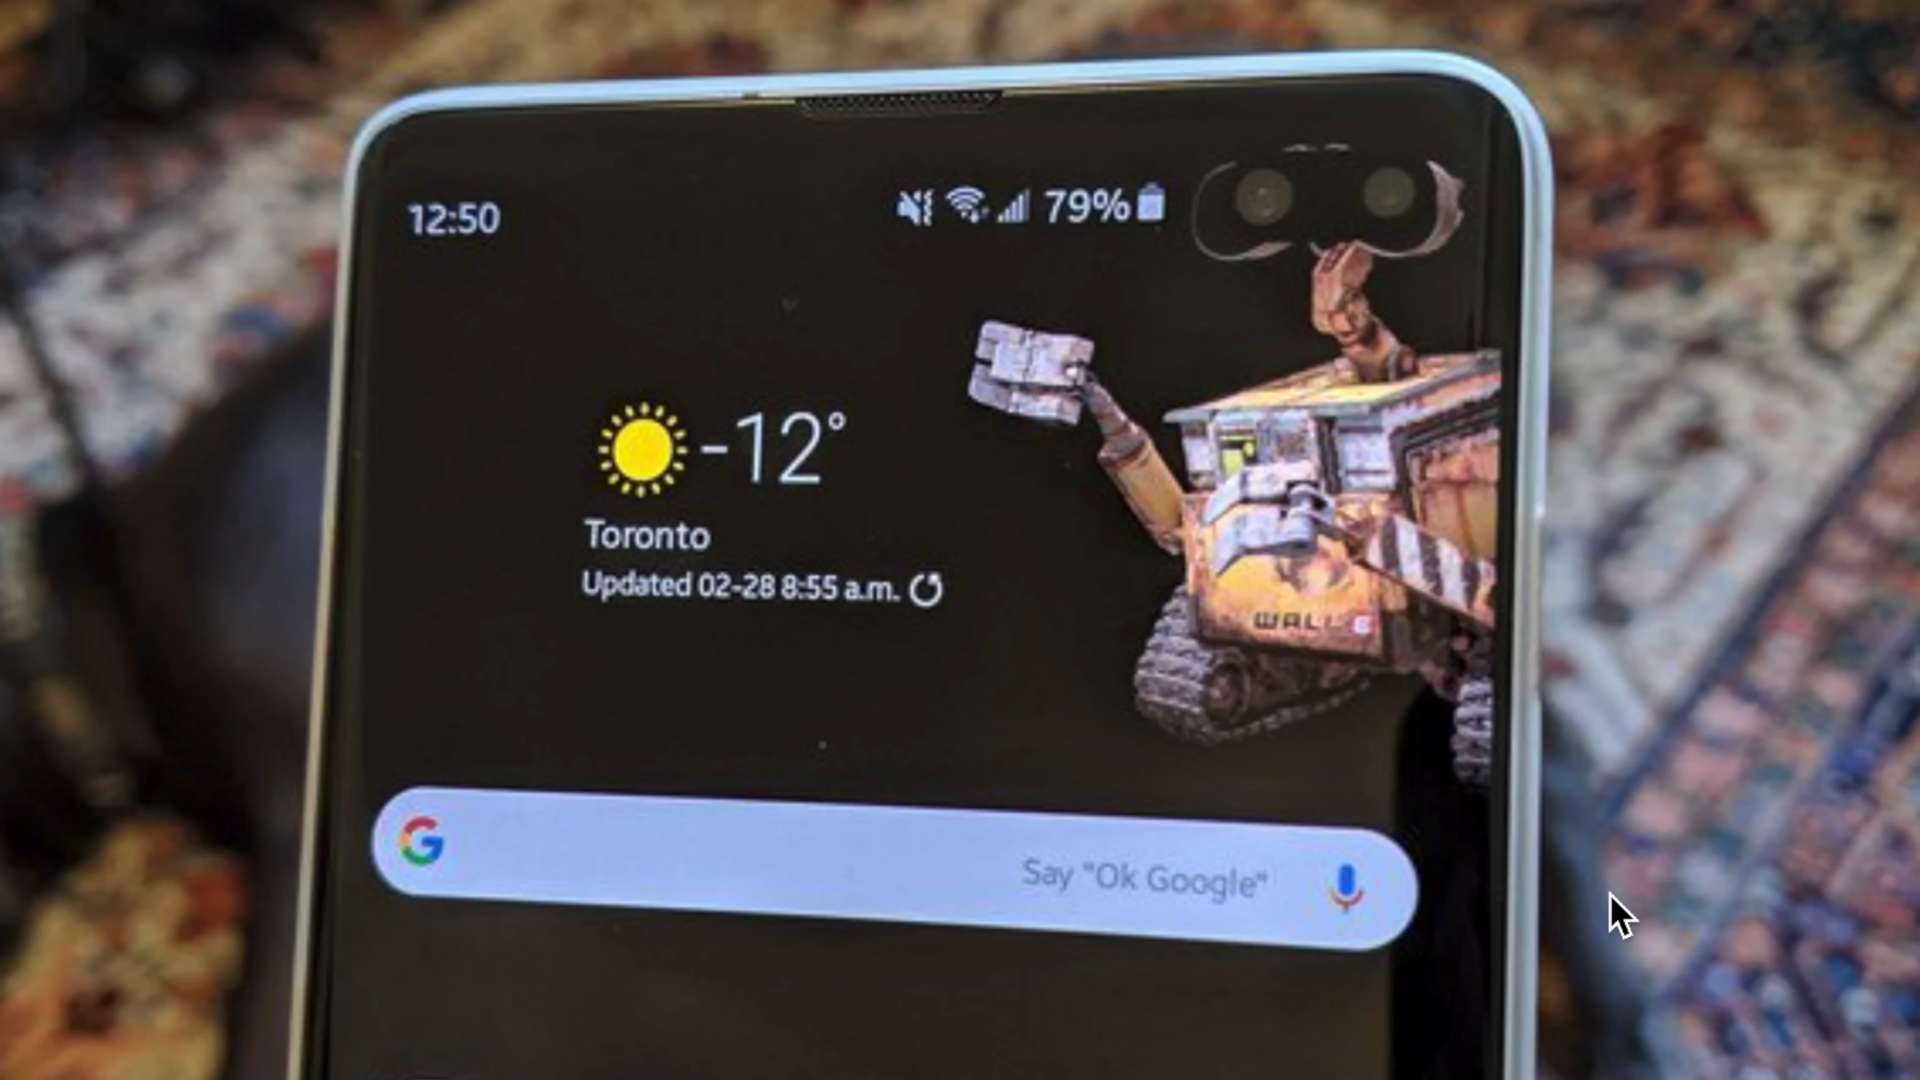 12:50
79%
-12°
Toronto
Updated 02-28 8:55 a.m.
WALL·E
G
Say "Ok Google"